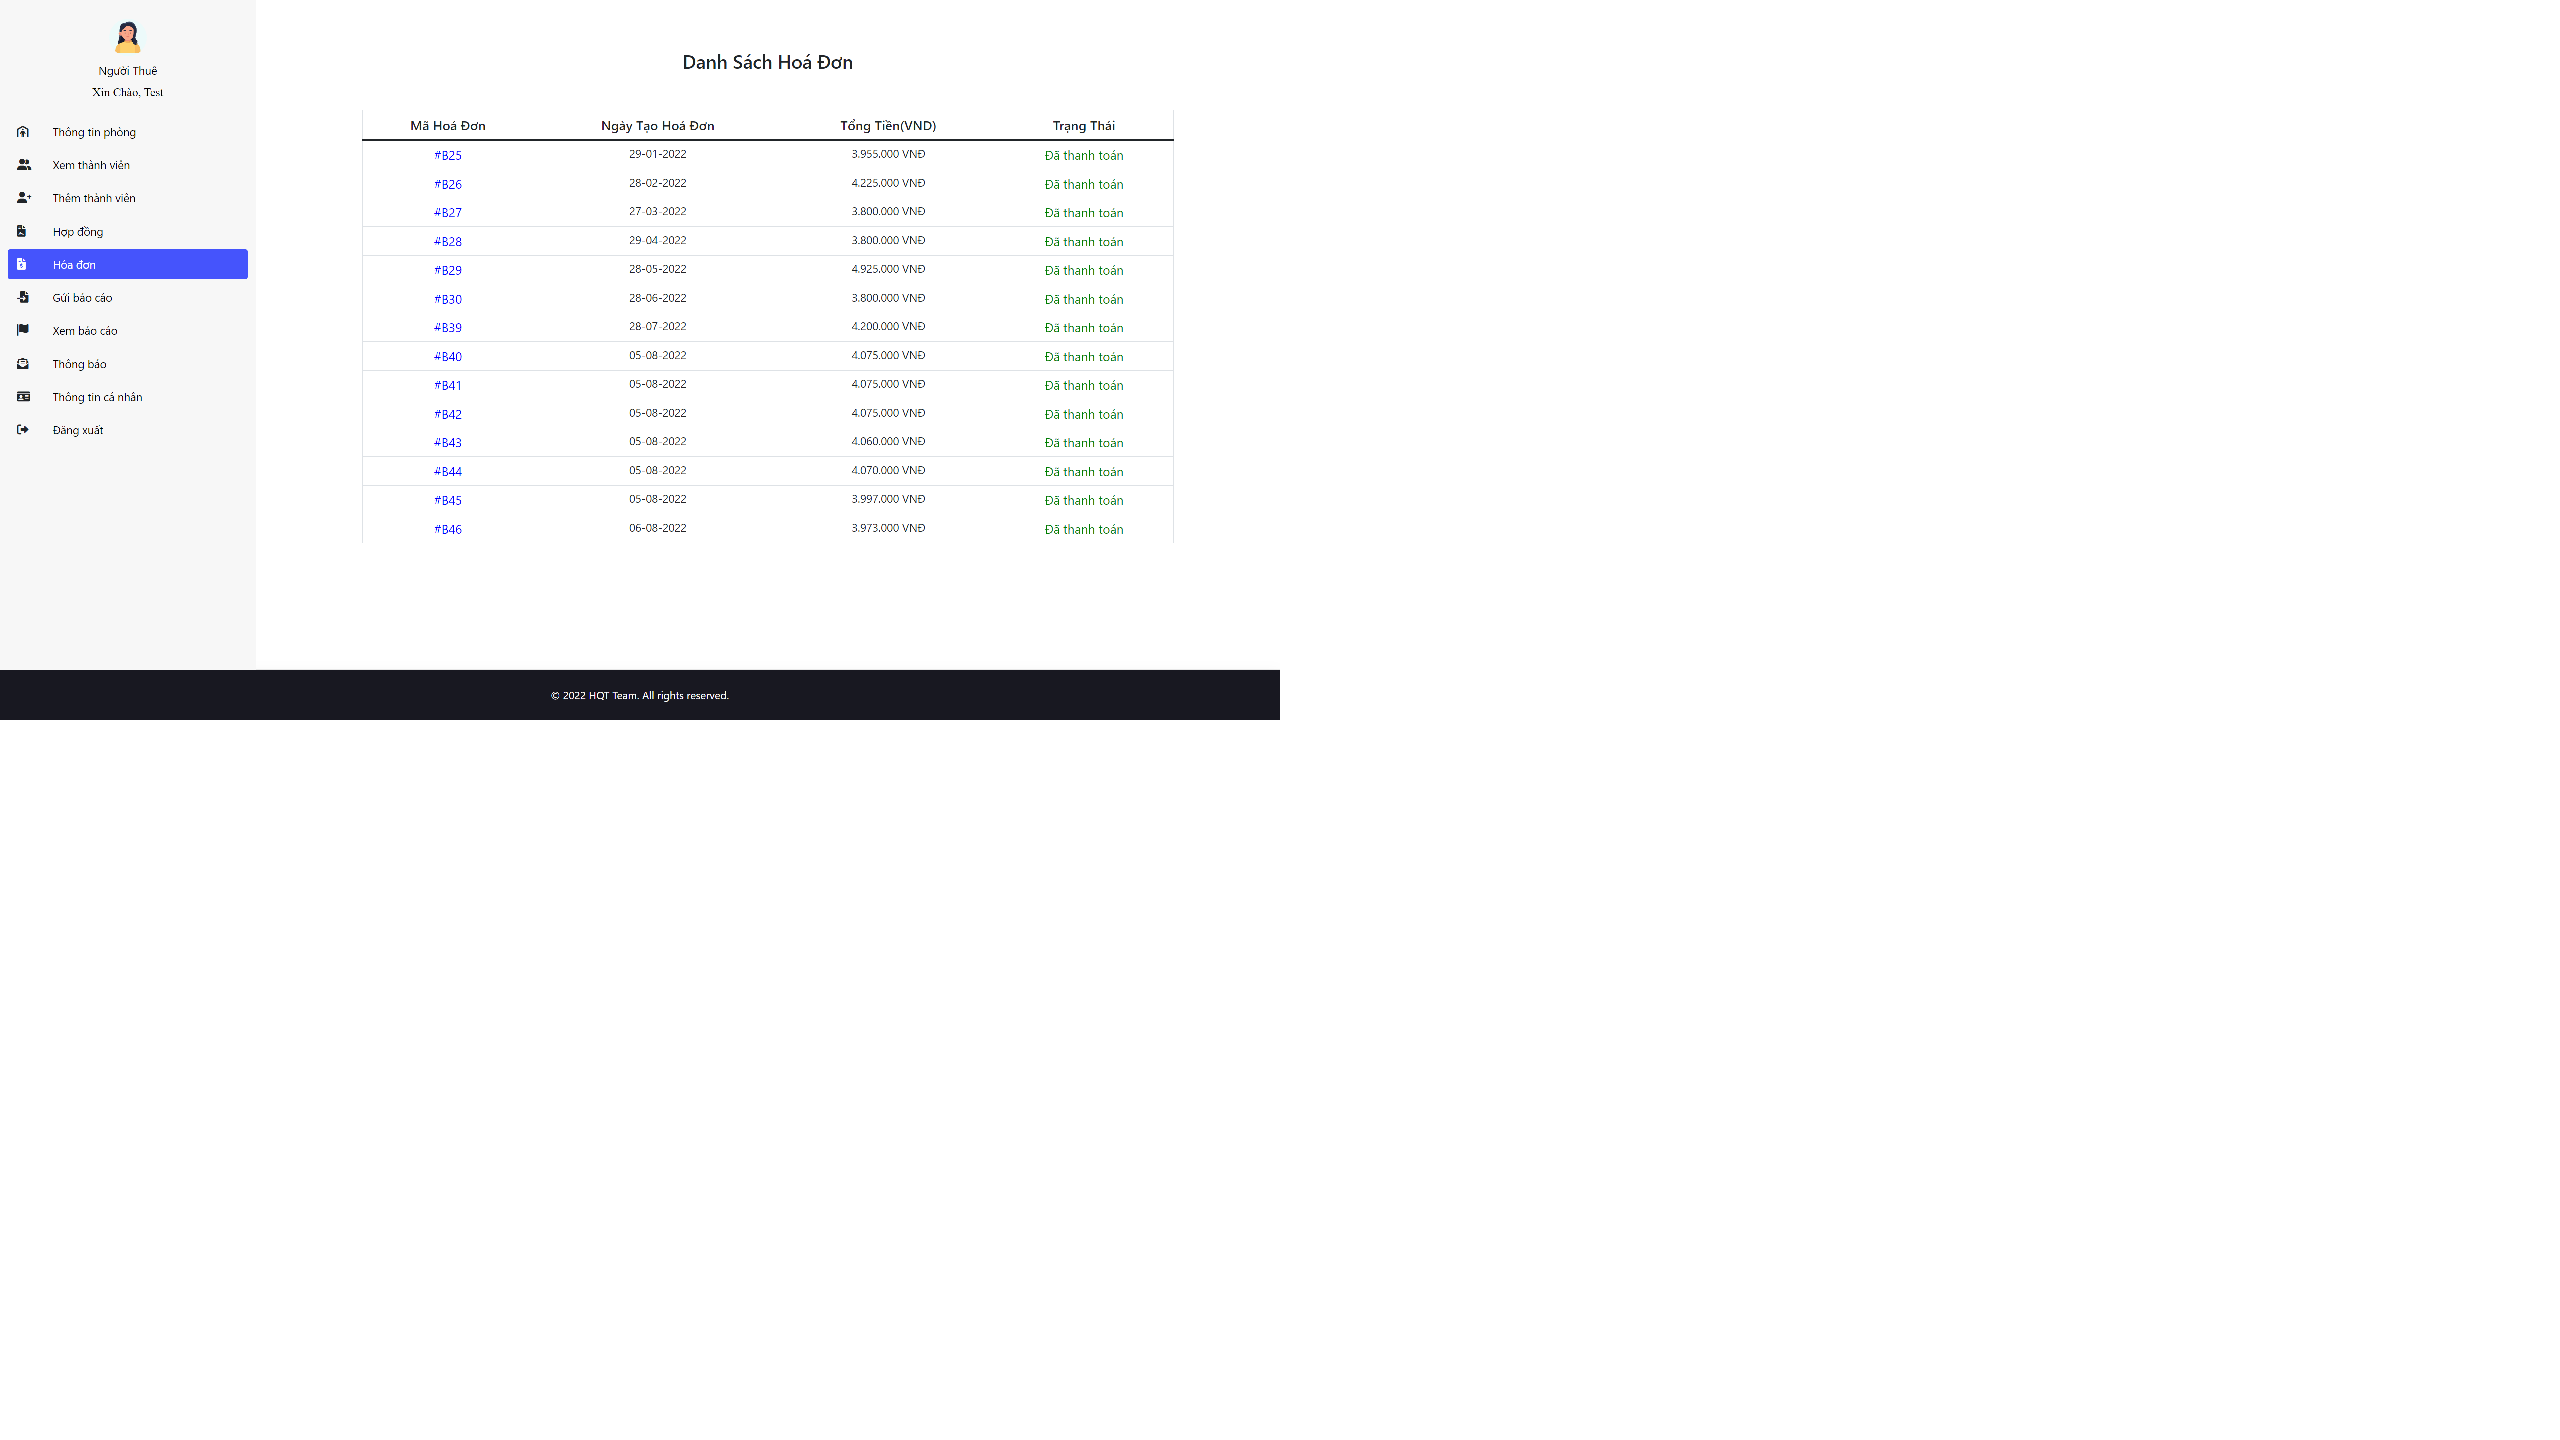 Người Thuê
Xin Chào, Test
Thông tin phòng
Xem thành viên
Thêm thành viên
Hợp đồng
Hóa đơn
Gửi báo cáo
Xem báo cáo
Thông báo
Thông tin cá nhân
Đăng xuất
Danh Sách Hoá Đơn
Mã Hoá Đơn Ngày Tạo Hoá Đơn Tổng Tiền(VND) Trạng Thái
#B25 29-01-2022 3.955.000 VNĐ Đã thanh toán
#B26 28-02-2022 4.225.000 VNĐ Đã thanh toán
#B27 27-03-2022 3.800.000 VNĐ Đã thanh toán
#B28 29-04-2022 3.800.000 VNĐ Đã thanh toán
#B29 28-05-2022 4.925.000 VNĐ Đã thanh toán
#B30 28-06-2022 3.800.000 VNĐ Đã thanh toán
#B39 28-07-2022 4.200.000 VNĐ Đã thanh toán
#B40 05-08-2022 4.075.000 VNĐ Đã thanh toán
#B41 05-08-2022 4.075.000 VNĐ Đã thanh toán
#B42 05-08-2022 4.075.000 VNĐ Đã thanh toán
#B43 05-08-2022 4.060.000 VNĐ Đã thanh toán
#B44 05-08-2022 4.070.000 VNĐ Đã thanh toán
#B45 05-08-2022 3.997.000 VNĐ Đã thanh toán
#B46 06-08-2022 3.973.000 VNĐ Đã thanh toán
© 2022 HQT Team. All rights reserved.